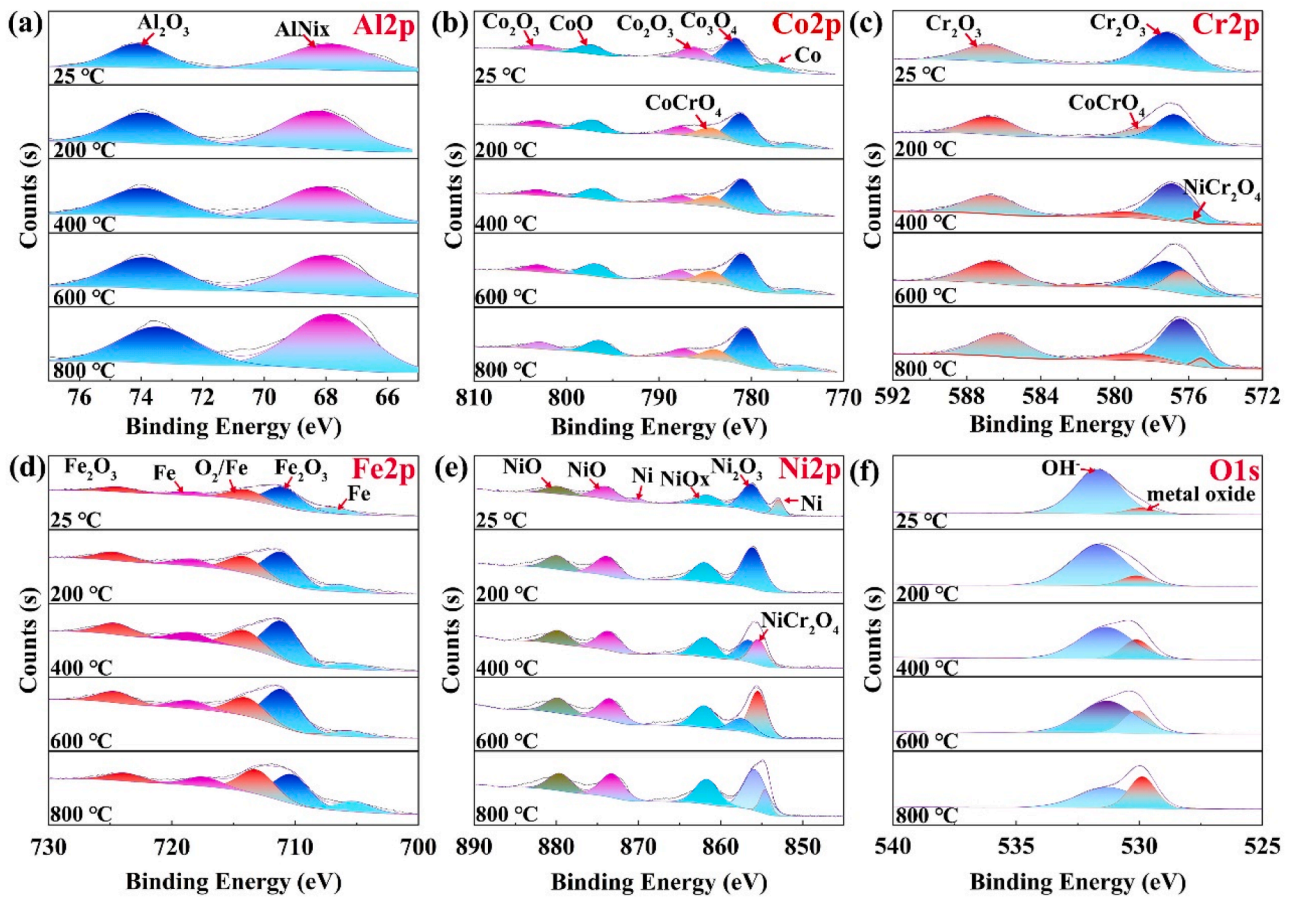 (a)
Al2p
Al₂O₃
AlNix
25 °C
200 °C
400 °C
600 °C
800 °C
Counts (s)
76 74 72 70 68 66
Binding Energy (eV)
(b)
Co2p
Co₂O₃
CoO
Co₂O₃
Co₃O₄
Co
25 °C
CoCrO₄
200 °C
400 °C
600 °C
800 °C
Counts (s)
810 800 790 780 770
Binding Energy (eV)
(c)
Cr2p
Cr₂O₃
Cr₂O₃
25 °C
CoCrO₄
200 °C
NiCr₂O₄
400 °C
600 °C
800 °C
Counts (s)
592 588 584 580 576 572
Binding Energy (eV)
(d)
Fe2p
Fe₂O₃
Fe
O₂/Fe
Fe₂O₃
Fe
25 °C
200 °C
400 °C
600 °C
800 °C
Counts (s)
730 720 710 700
Binding Energy (eV)
(e)
Ni2p
NiO
NiO
Ni
NiOx
Ni₂O₃
Ni
25 °C
200 °C
NiCr₂O₄
400 °C
600 °C
800 °C
Counts (s)
890 880 870 860 850
Binding Energy (eV)
(f)
O1s
OH⁻
metal oxide
25 °C
200 °C
400 °C
600 °C
800 °C
Counts (s)
540 535 530 525
Binding Energy (eV)